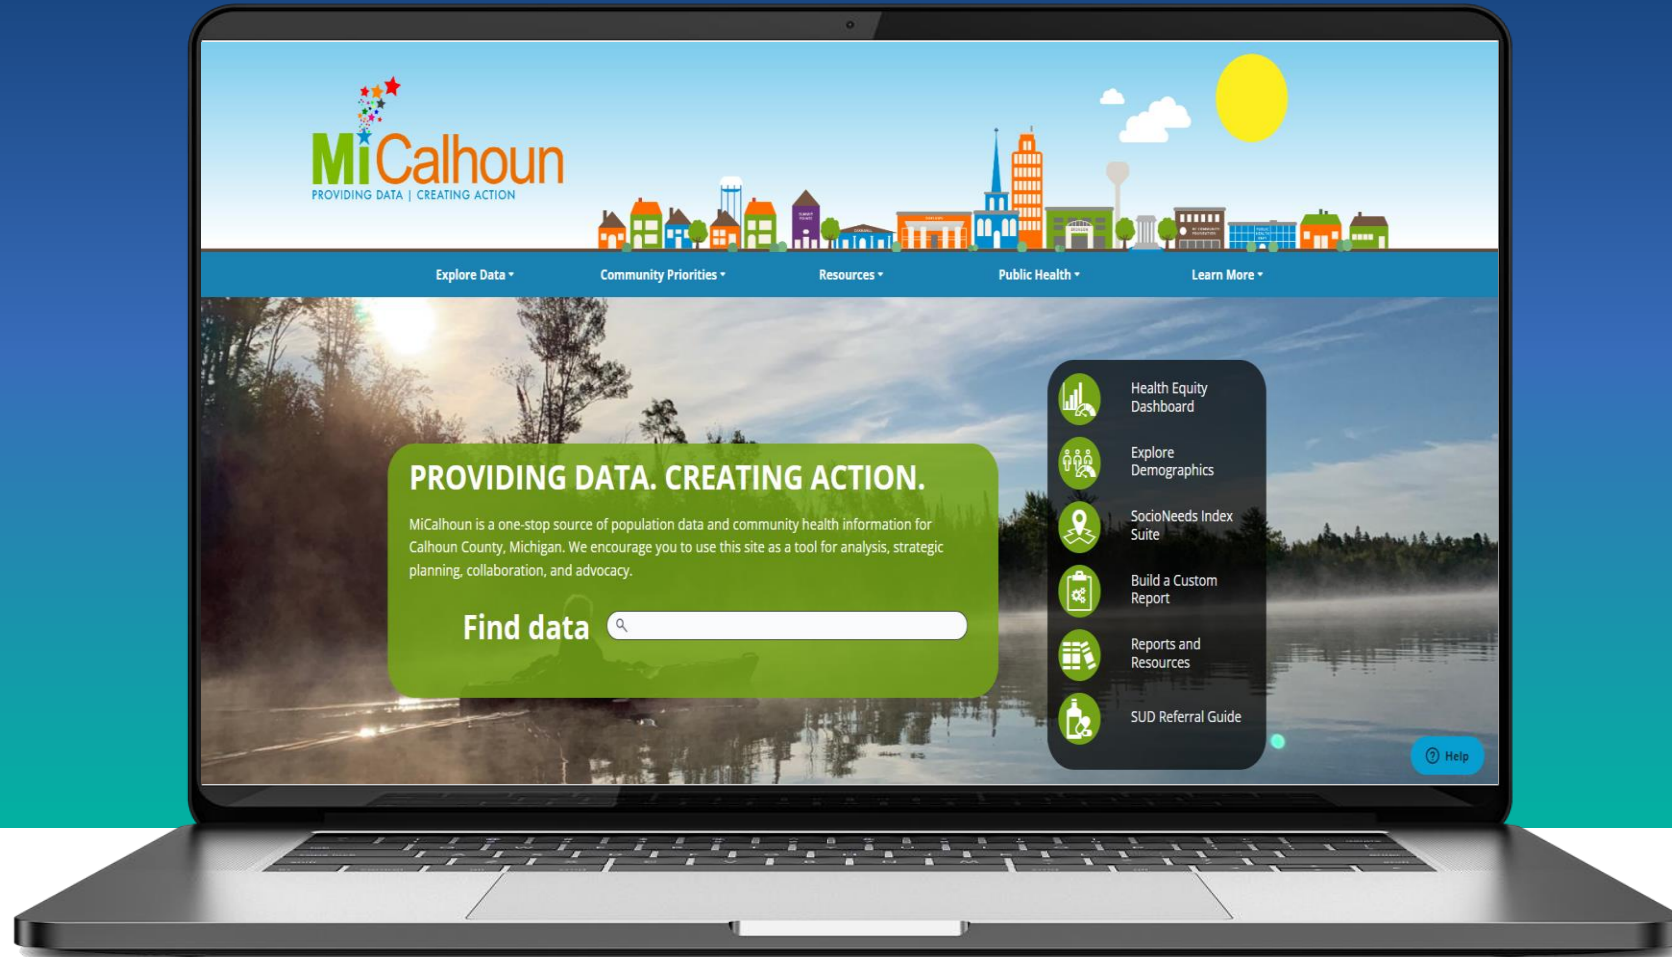 MiCalhoun
PROVIDING DATA | CREATING ACTION
Explore Data
Community Priorities
Resources
Public Health
Learn More
PROVIDING DATA. CREATING ACTION.
MiCalhoun is a one-stop source of population data and community health information for
Calhoun County, Michigan. We encourage you to use this site as a tool for analysis, strategic
planning, collaboration, and advocacy.
Find data
Health Equity
Dashboard
Explore
Demographics
SocioNeeds Index
Suite
Build a Custom
Report
Reports and
Resources
SUD Referral Guide
Help